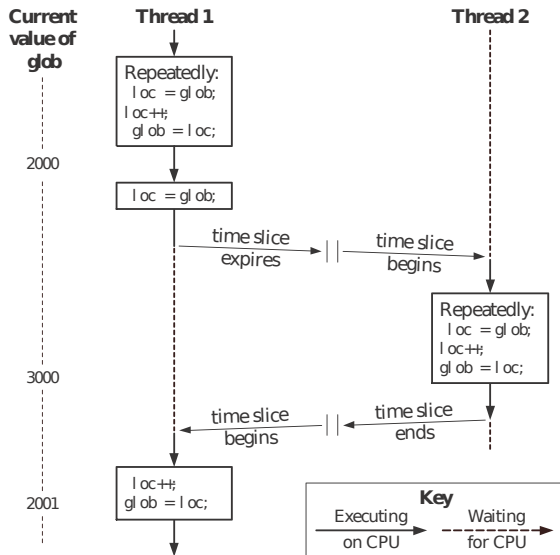 Current
value of
glob
Thread 1
Thread 2
Repeatedly:
loc = glob;
loc++;
glob = loc;
2000
loc = glob;
time slice
expires
time slice
begins
Repeatedly:
loc = glob;
loc++;
glob = loc;
3000
time slice
begins
time slice
ends
loc++;
glob = loc;
2001
Key
Executing
on CPU
Waiting
for CPU